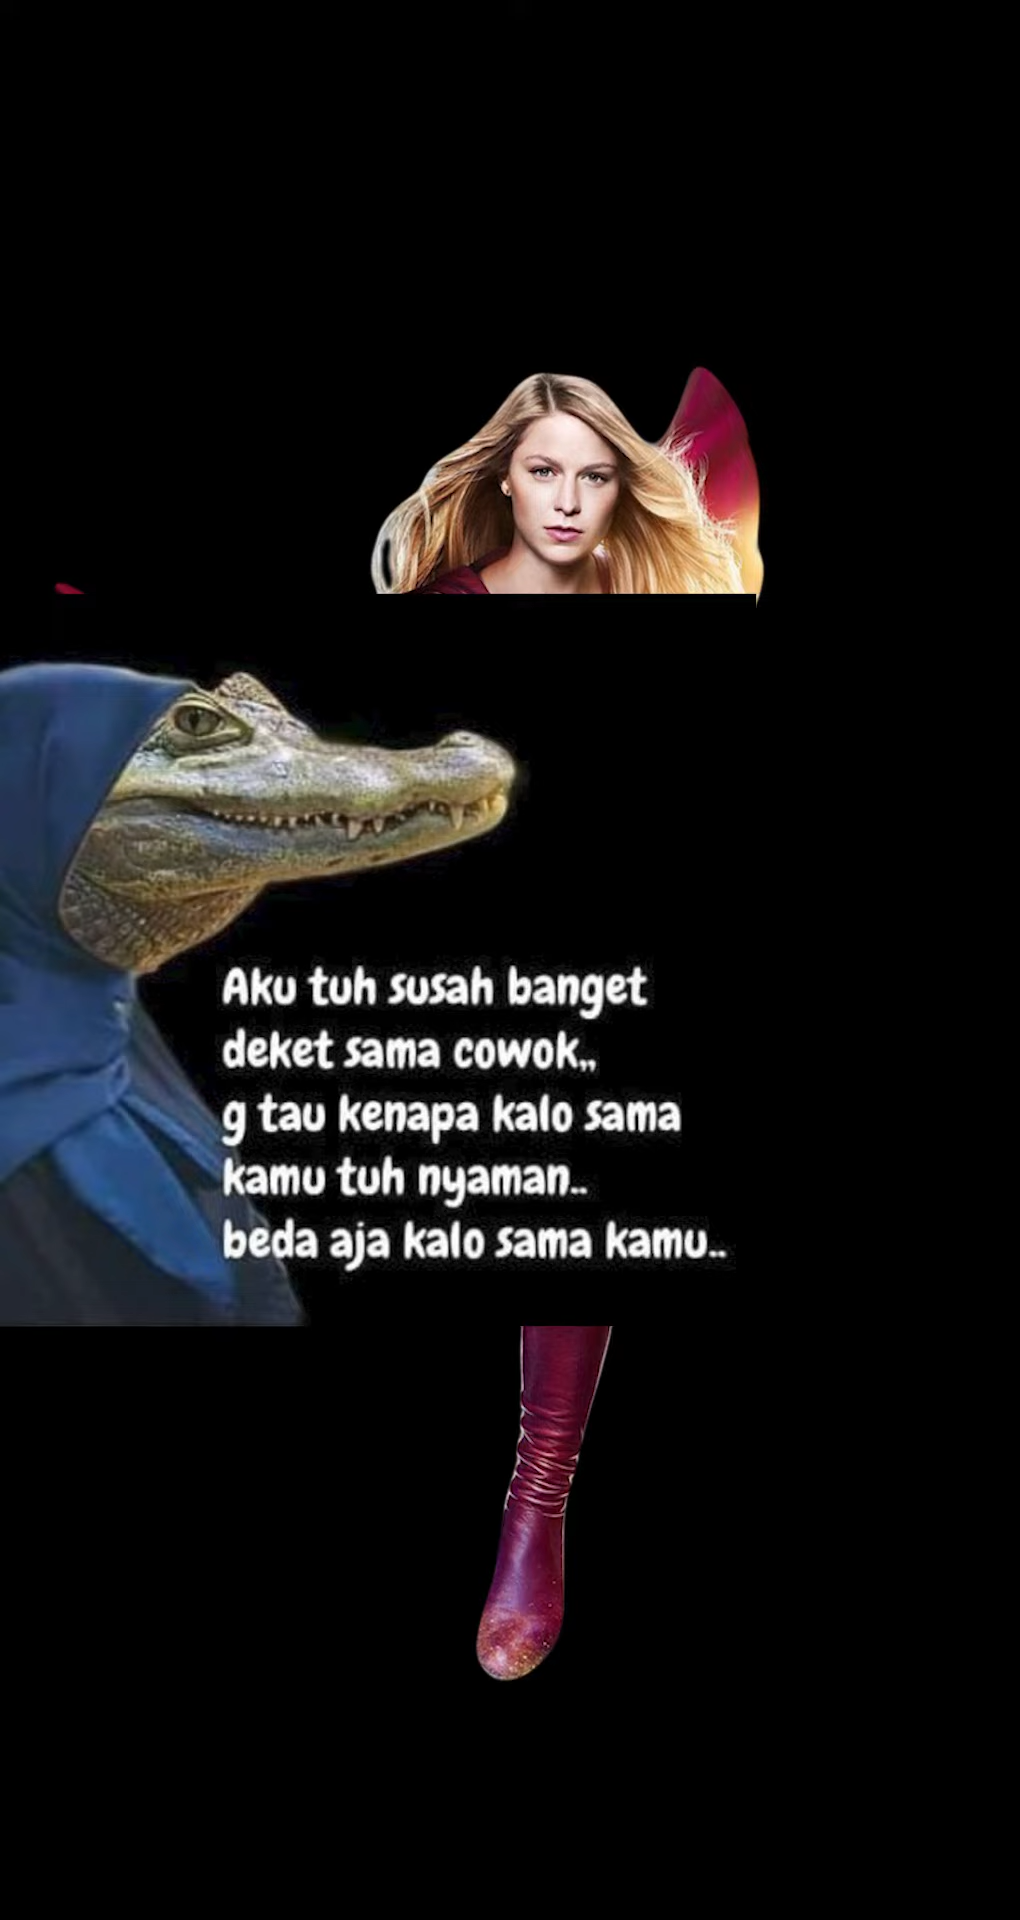 Aku tuh susah banget
deket sama cowok,,
g tau kenapa kalo sama
kamu tuh nyaman..
beda aja kalo sama kamu..